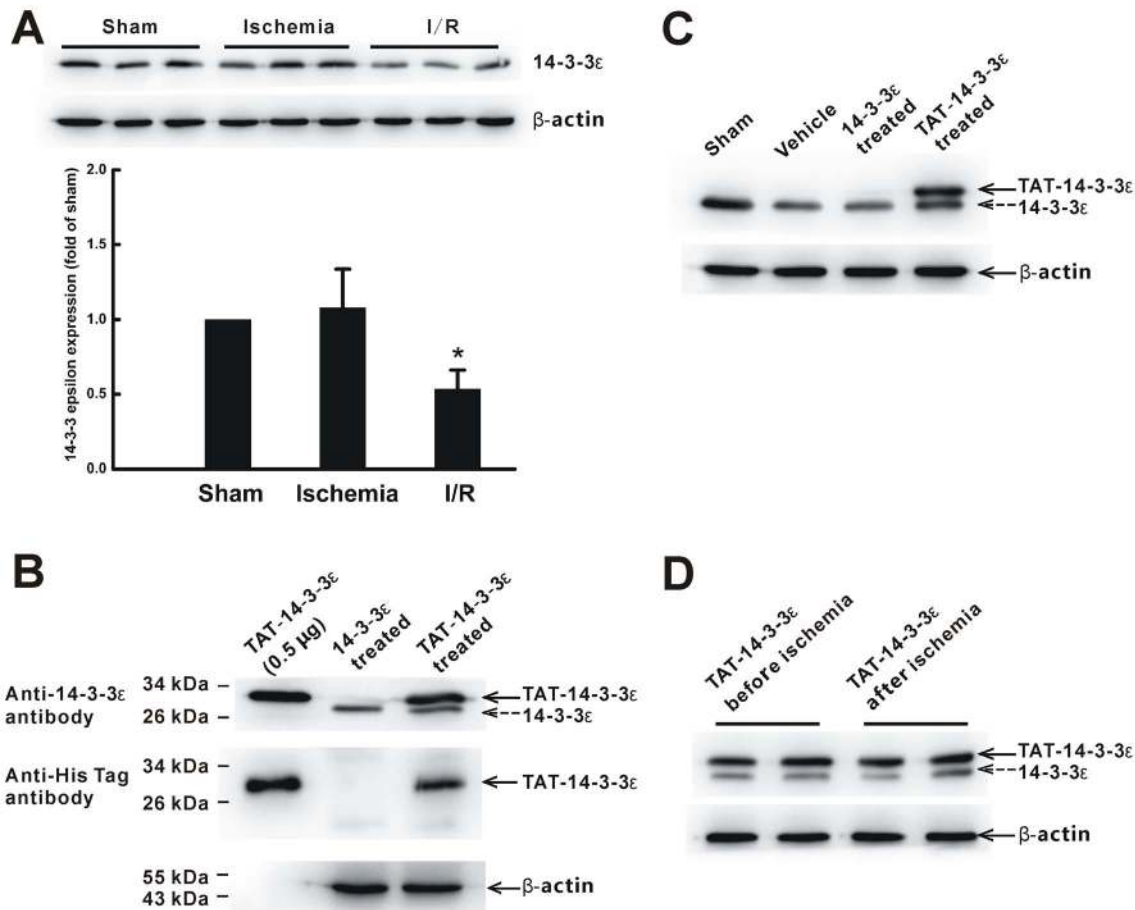 A
Sham Ischemia I/R
14-3-3ε
β-actin
14-3-3 epsilon expression (fold of sham)
2.0
1.5
1.0
0.5
0.0
*
Sham Ischemia I/R
B
TAT-14-3-3ε
(0.5 µg)
14-3-3ε
treated
TAT-14-3-3ε
treated
Anti-14-3-3ε
antibody
34 kDa
26 kDa
TAT-14-3-3ε
14-3-3ε
Anti-His Tag
antibody
34 kDa
26 kDa
TAT-14-3-3ε
55 kDa
43 kDa
β-actin
C
Sham
Vehicle
14-3-3ε
treated
TAT-14-3-3ε
treated
TAT-14-3-3ε
14-3-3ε
β-actin
D
TAT-14-3-3ε
before ischemia
TAT-14-3-3ε
after ischemia
TAT-14-3-3ε
14-3-3ε
β-actin